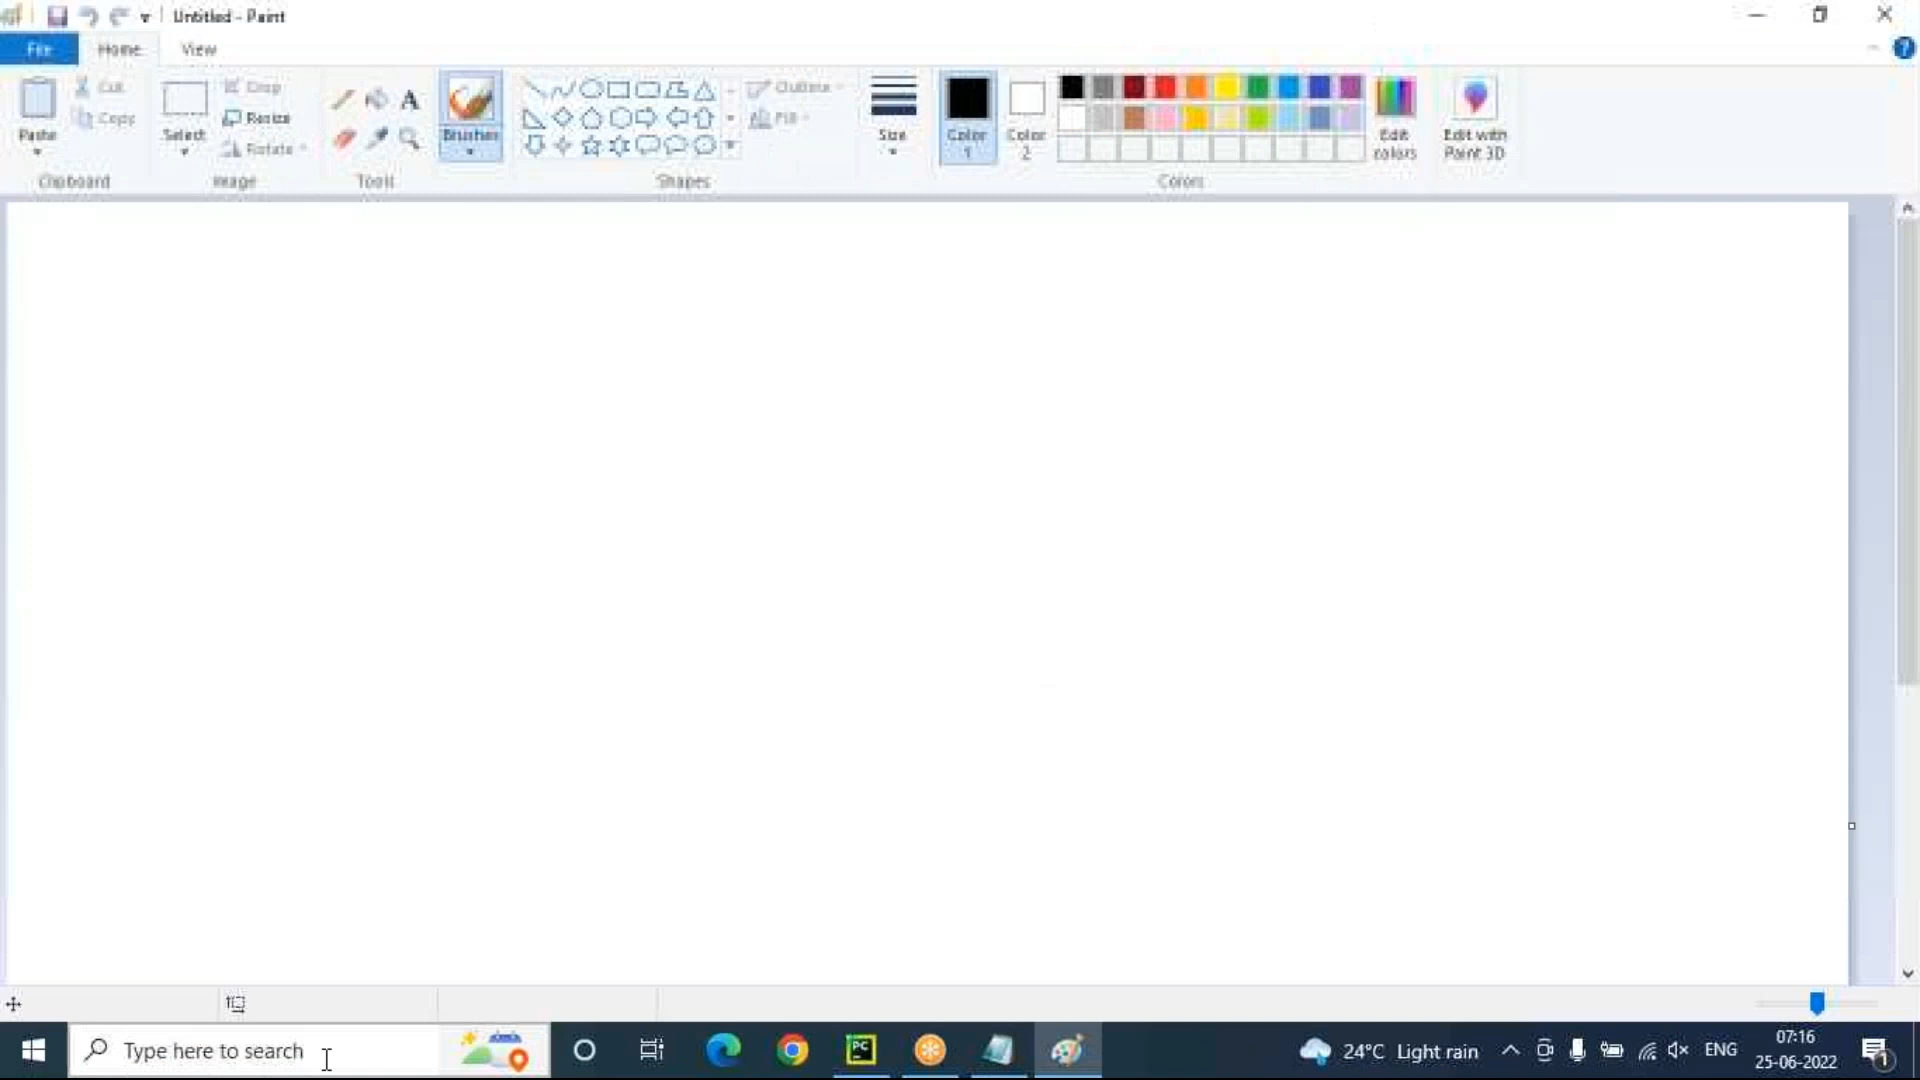 Untitled - Paint
File Home View
Paste
Cut
Copy
Clipboard
Select
Crop
Resize
Rotate
Image
A
Tools
Brushes
Outline
Fill
Shapes
Size
Color 1
Color 2
Edit colors
Colors
Edit with Paint 3D
Type here to search
PC
24°C Light rain
ENG
07:16
25-06-2022
1